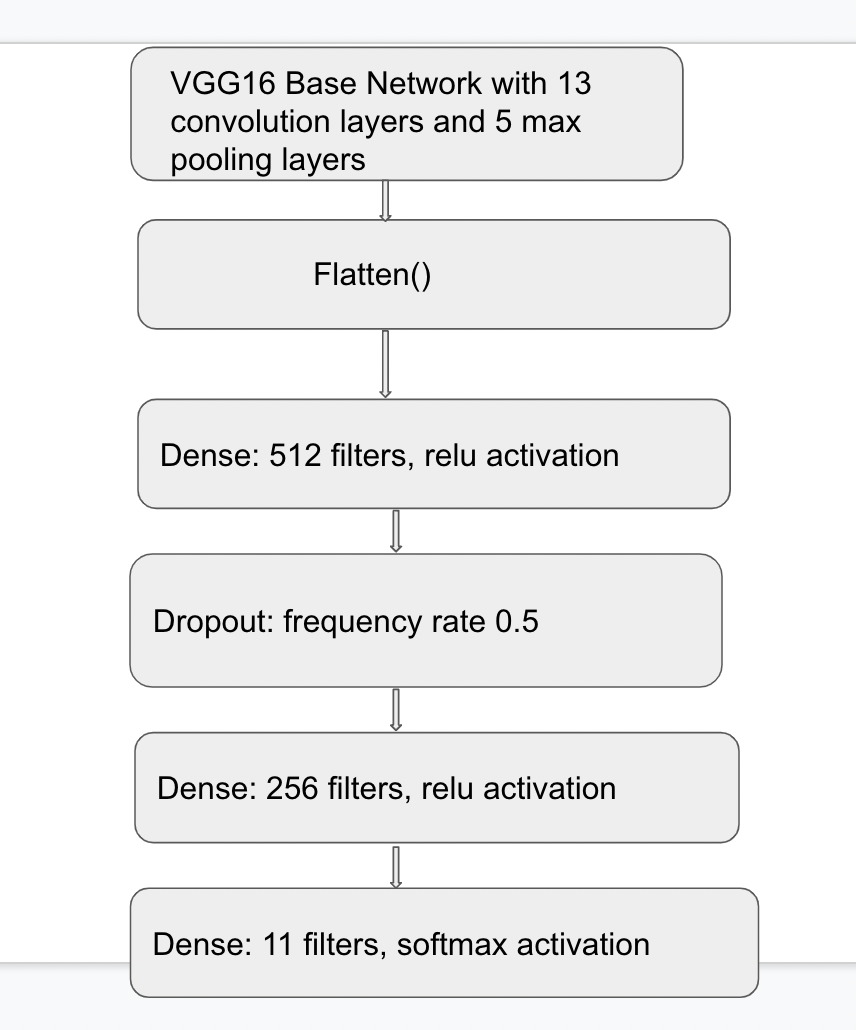 VGG16 Base Network with 13
convolution layers and 5 max
pooling layers
Flatten()
Dense: 512 filters, relu activation
Dropout: frequency rate 0.5
Dense: 256 filters, relu activation
Dense: 11 filters, softmax activation